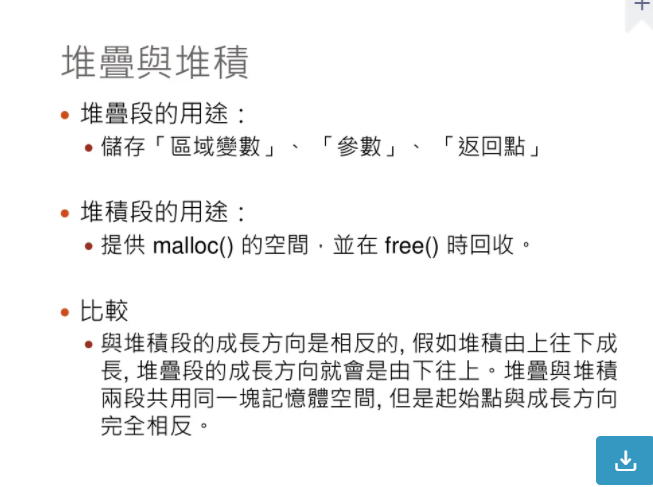 堆疊與堆積
• 堆疊段的用途：
• 儲存「區域變數」、「參數」、「返回點」
• 堆積段的用途：
• 提供 malloc() 的空間，並在 free() 時回收。
• 比較
• 與堆積段的成長方向是相反的, 假如堆積由上往下成
長, 堆疊段的成長方向就會是由下往上。堆疊與堆積
兩段共用同一塊記憶體空間, 但是起始點與成長方向
完全相反。